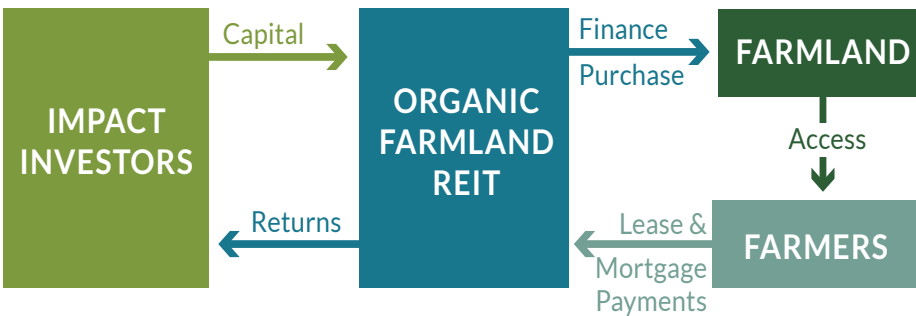 IMPACT
INVESTORS
Capital
Returns
ORGANIC
FARMLAND
REIT
Finance
Purchase
FARMLAND
Access
FARMERS
Lease &
Mortgage
Payments